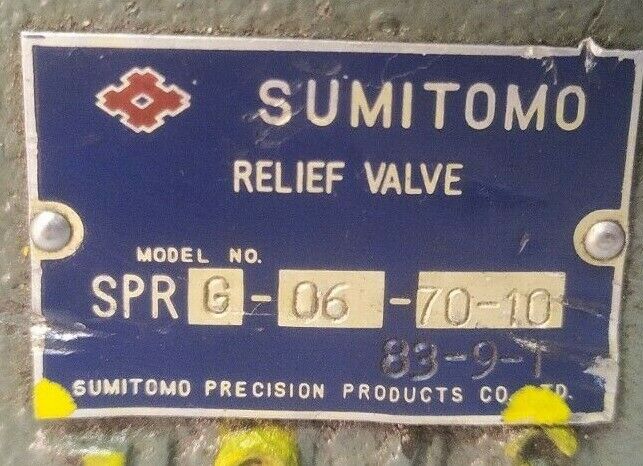 SUMITOMO
RELIEF VALVE
MODEL NO.
SPR G-06-70-10
83-9-1
SUMITOMO PRECISION PRODUCTS CO. LTD.